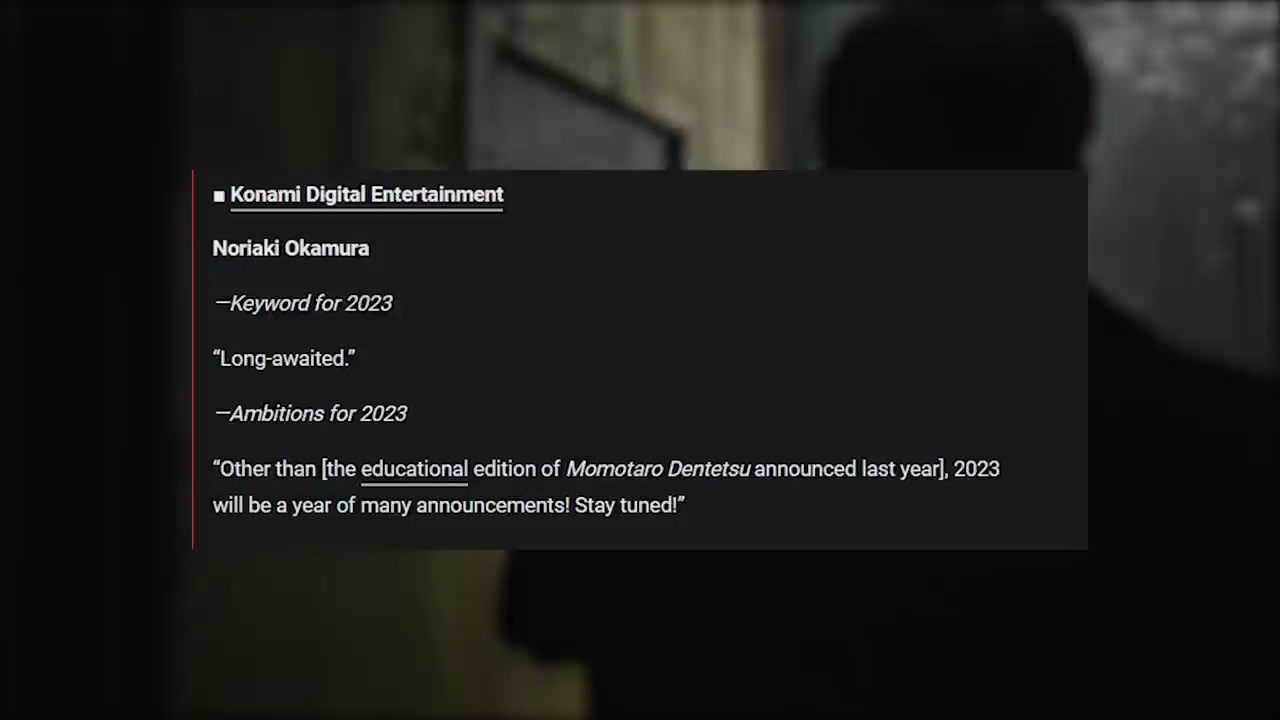 ■ Konami Digital Entertainment
Noriaki Okamura
—Keyword for 2023
“Long-awaited.”
—Ambitions for 2023
“Other than [the educational edition of Momotaro Dentetsu announced last year], 2023
will be a year of many announcements! Stay tuned!”